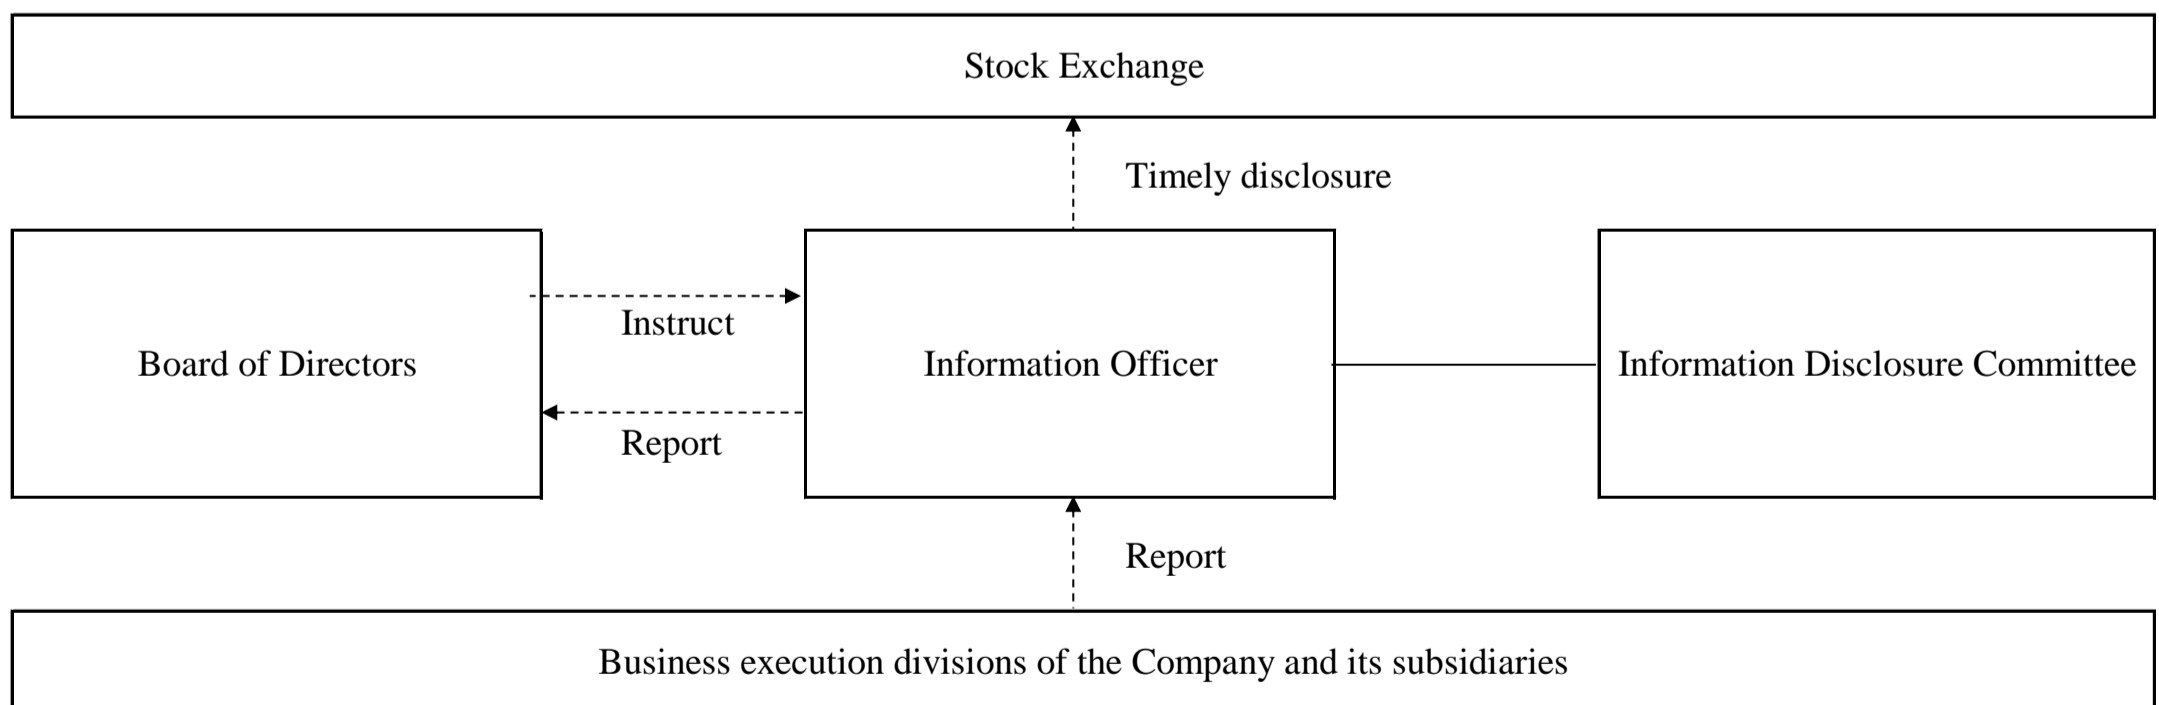 Stock Exchange
Timely disclosure
Board of Directors
Instruct
Report
Information Officer
Information Disclosure Committee
Report
Business execution divisions of the Company and its subsidiaries